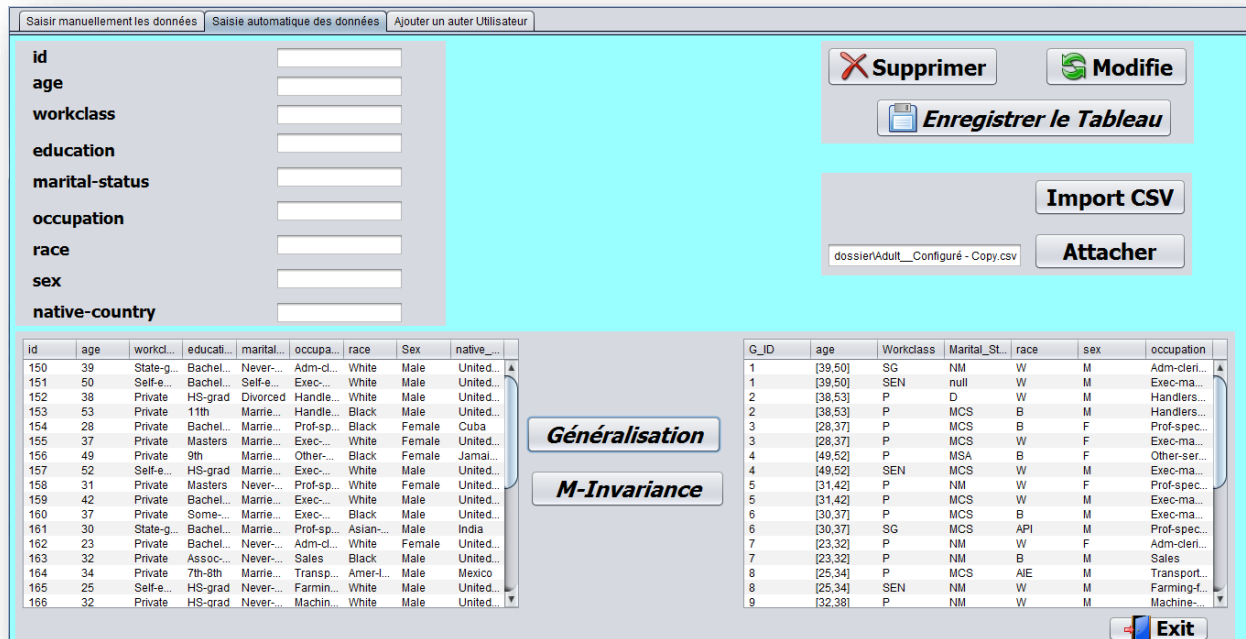 Saisir manuellement les données Saisie automatique des données Ajouter un auter Utilisateur
id
age
workclass
education
marital-status
occupation
race
sex
native-country
Supprimer Modifie
Enregistrer le Tableau
Import CSV
dossier\Adult__Configuré - Copy.csv Attacher
id age workcl... educati... marital... occupa... race Sex native_...
150 39 State-g... Bachel... Never-... Adm-cl... White Male United...
151 50 Self-e... Bachel... Self-e... Exec-... White Male United...
152 38 Private HS-grad Divorced Handle... White Male United...
153 53 Private 11th Marrie... Handle... Black Male United...
154 28 Private Bachel... Marrie... Prof-sp... Black Female Cuba
155 37 Private Masters Marrie... Exec-... White Female United...
156 49 Private 9th Marrie... Other-... Black Female Jamai...
157 52 Self-e... HS-grad Marrie... Exec-... White Male United...
158 31 Private Masters Never-... Prof-sp... White Female United...
159 42 Private Bachel... Marrie... Exec-... White Male United...
160 37 Private Some-... Marrie... Exec-... Black Male United...
161 30 State-g... Bachel... Marrie... Prof-sp... Asian-... Male India
162 23 Private Bachel... Never-... Adm-cl... White Female United...
163 32 Private Assoc-... Never-... Sales Black Male United...
164 34 Private 7th-8th Marrie... Transp... Amer-I... Male Mexico
165 25 Self-e... HS-grad Never-... Farmin... White Male United...
166 32 Private HS-grad Never-... Machin... White Male United...
Généralisation
M-Invariance
G_ID age Workclass Marital_St... race sex occupation
1 [39,50] SG NM W M Adm-cleri...
1 [39,50] SEN null W M Exec-ma...
2 [38,53] P D W M Handlers...
2 [38,53] P MCS B M Handlers...
3 [28,37] P MCS B F Prof-spec...
3 [28,37] P MCS W F Exec-ma...
4 [49,52] P MSA B F Other-ser...
4 [49,52] SEN MCS W M Exec-ma...
5 [31,42] P NM W F Prof-spec...
5 [31,42] P MCS W M Exec-ma...
6 [30,37] P MCS B M Exec-ma...
6 [30,37] SG MCS API M Prof-spec...
7 [23,32] P NM W F Adm-cleri...
7 [23,32] P NM B M Sales
8 [25,34] P MCS AIE M Transport...
8 [25,34] SEN NM W M Farming-f...
9 [32,38] P NM W M Machine-...
Exit